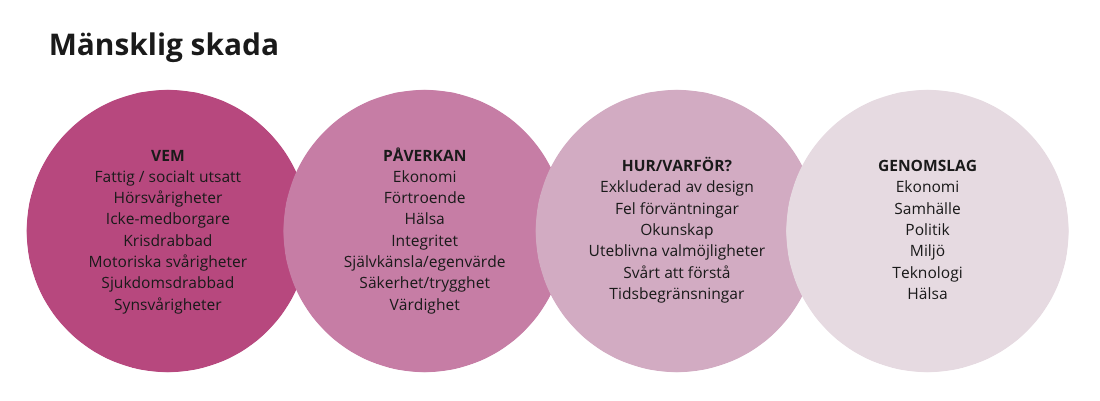 Mänsklig skada
VEM
Fattig / socialt utsatt
Hörsvårigheter
Icke-medborgare
Krisdrabbad
Motoriska svårigheter
Sjukdomsdrabbad
Synsvårigheter
PÅVERKAN
Ekonomi
Förtroende
Hälsa
Integritet
Självkänsla/egenvärde
Säkerhet/trygghet
Värdighet
HUR/VARFÖR?
Exkluderad av design
Fel förväntningar
Okunskap
Uteblivna valmöjligheter
Svårt att förstå
Tidsbegränsningar
GENOMSLAG
Ekonomi
Samhälle
Politik
Miljö
Teknologi
Hälsa